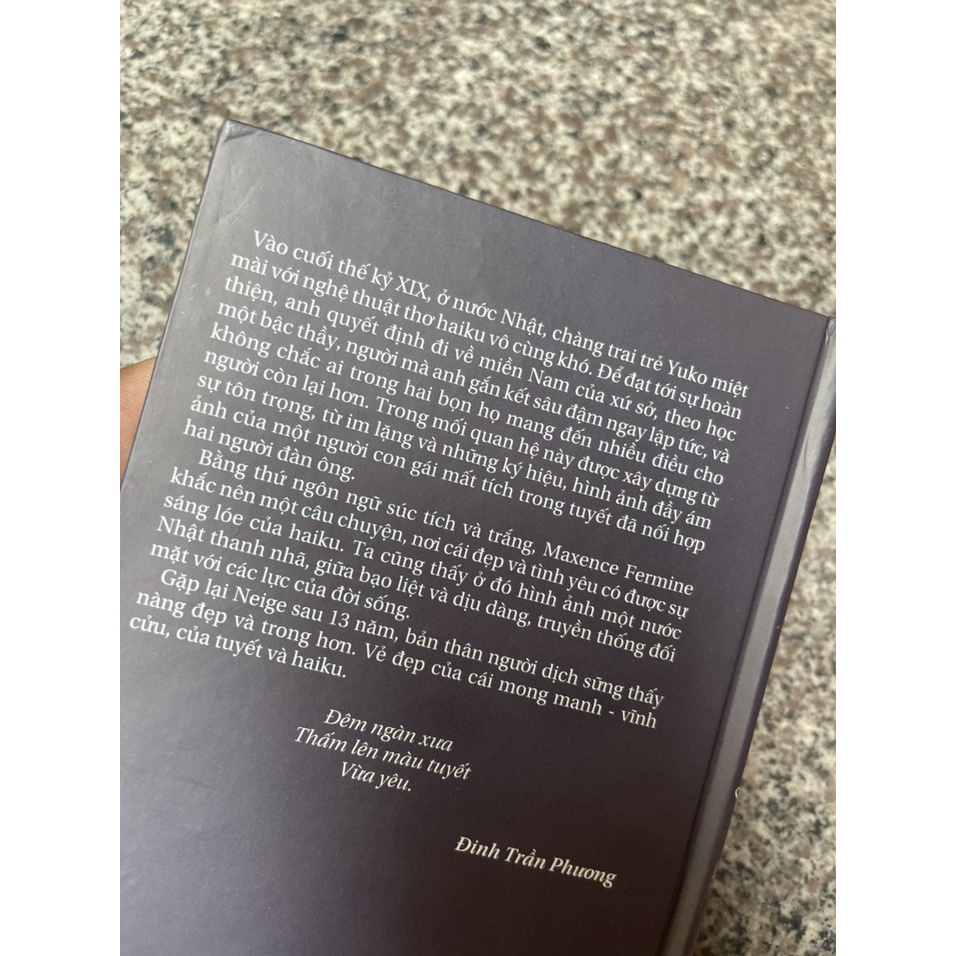 Vào cuối thế kỷ XIX, ở nước Nhật, chàng trai trẻ Yuko miệt
mài với nghệ thuật thơ haiku vô cùng khó. Để đạt tới sự hoàn
thiện, anh quyết định đi về miền Nam của xứ sở, theo học
một bậc thầy, người mà anh gắn kết sâu đậm ngay lập tức, và
không chắc ai trong hai bọn họ mang đến nhiều điều cho
người còn lại hơn. Trong mối quan hệ này được xây dựng từ
sự tôn trọng, từ im lặng và những ký hiệu, hình ảnh đầy ám
ảnh của một người con gái mất tích trong tuyết đã nối hợp
hai người đàn ông.
Bằng thứ ngôn ngữ súc tích và trắng, Maxence Fermine
khắc nên một câu chuyện, nơi cái đẹp và tình yêu có được sự
sáng lóe của haiku. Ta cũng thấy ở đó hình ảnh một nước
Nhật thanh nhã, giữa bạo liệt và dịu dàng, truyền thống đối
mặt với các lực của đời sống.
Gặp lại Neige sau 13 năm, bản thân người dịch sững thấy
nàng đẹp và trong hơn. Vẻ đẹp của cái mong manh - vĩnh
cửu, của tuyết và haiku.
Đêm ngàn xưa
Thấm lên màu tuyết
Vừa yêu.
Đinh Trần Phương